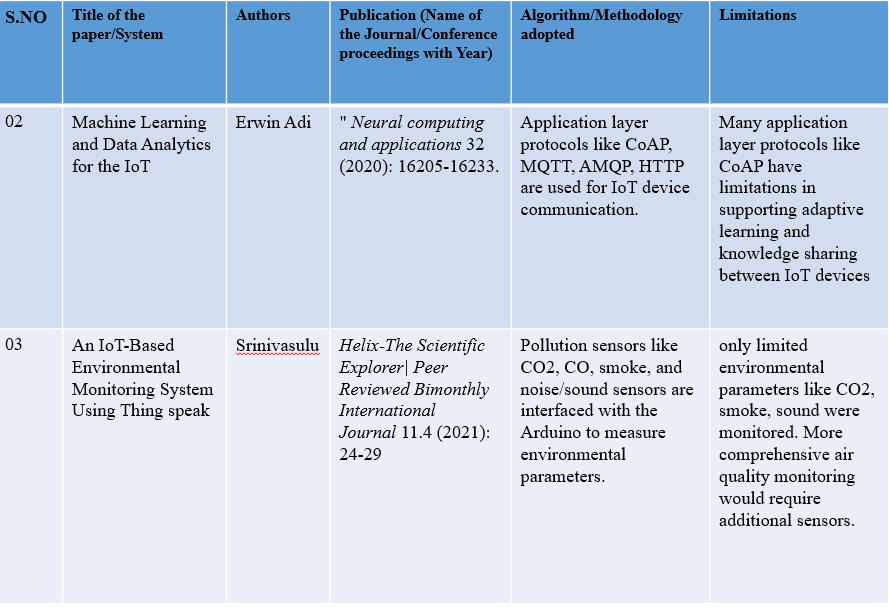 S.NO
Title of the
paper/System
Authors
Publication (Name of
the Journal/Conference
proceedings with Year)
Algorithm/Methodology
adopted
Limitations
02
Machine Learning
and Data Analytics
for the IoT
Erwin Adi
" Neural computing
and applications 32
(2020): 16205-16233.
Application layer
protocols like CoAP,
MQTT, AMQP, HTTP
are used for IoT device
communication.
Many application
layer protocols like
CoAP have
limitations in
supporting adaptive
learning and
knowledge sharing
between IoT devices
03
An IoT-Based
Environmental
Monitoring System
Using Thing speak
Srinivasulu
Helix-The Scientific
Explorer| Peer
Reviewed Bimonthly
International
Journal 11.4 (2021):
24-29
Pollution sensors like
CO2, CO, smoke, and
noise/sound sensors are
interfaced with the
Arduino to measure
environmental
parameters.
only limited
environmental
parameters like CO2,
smoke, sound were
monitored. More
comprehensive air
quality monitoring
would require
additional sensors.